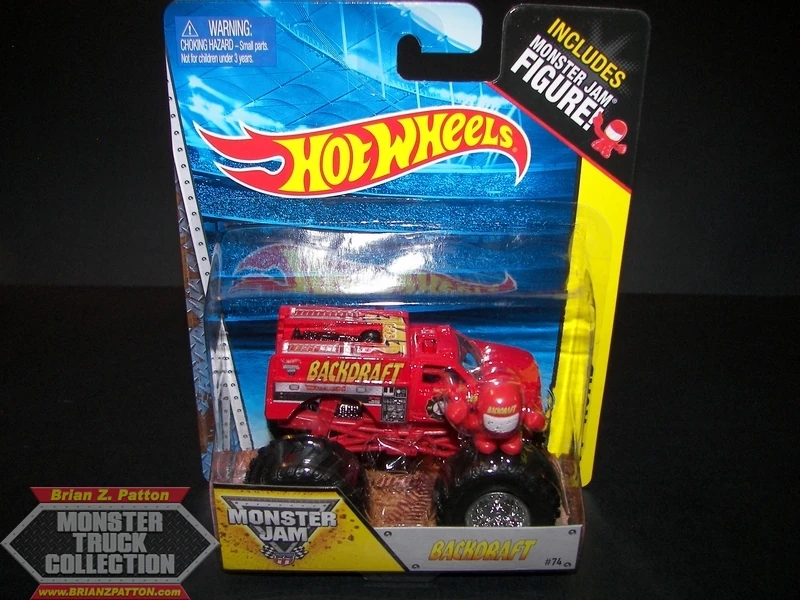 WARNING:
CHOKING HAZARD - Small parts.
Not for children under 3 years.
INCLUDES
MONSTER JAM®
FIGURE!
HOT WHEELS®
BACKDRAFT
BACKDRAFT
MONSTER
JAM
BACKDRAFT
#74
Brian Z. Patton
MONSTER
TRUCK
COLLECTION
www.BRIANZPATTON.com